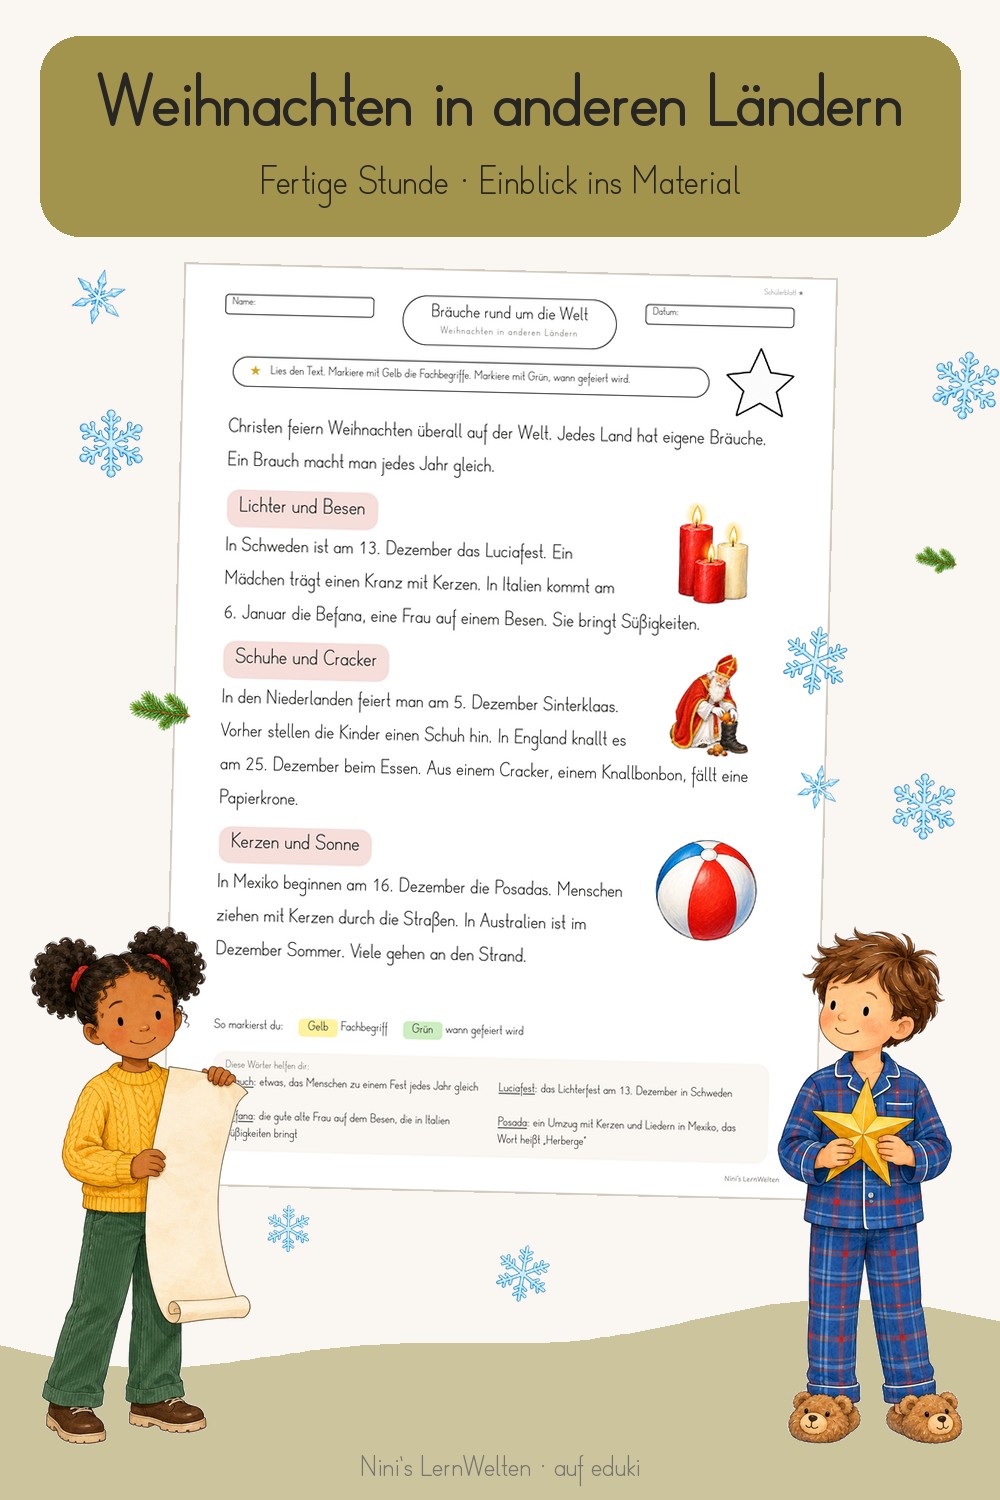 Weihnachten in anderen Ländern
Fertige Stunde · Einblick ins Material
Schülerblatt ★
Name:
Bräuche rund um die Welt
Weihnachten in anderen Ländern
Datum:
★ Lies den Text. Markiere mit Gelb die Fachbegriffe. Markiere mit Grün, wann gefeiert wird.
Christen feiern Weihnachten überall auf der Welt. Jedes Land hat eigene Bräuche.
Ein Brauch macht man jedes Jahr gleich.
Lichter und Besen
In Schweden ist am 13. Dezember das Luciafest. Ein
Mädchen trägt einen Kranz mit Kerzen. In Italien kommt am
6. Januar die Befana, eine Frau auf einem Besen. Sie bringt Süßigkeiten.
Schuhe und Cracker
In den Niederlanden feiert man am 5. Dezember Sinterklaas.
Vorher stellen die Kinder einen Schuh hin. In England knallt es
am 25. Dezember beim Essen. Aus einem Cracker, einem Knallbonbon, fällt eine
Papierkrone.
Kerzen und Sonne
In Mexiko beginnen am 16. Dezember die Posadas. Menschen
ziehen mit Kerzen durch die Straßen. In Australien ist im
Dezember Sommer. Viele gehen an den Strand.
So markierst du: Gelb Fachbegriff Grün wann gefeiert wird
Diese Wörter helfen dir:
uch: etwas, das Menschen zu einem Fest jedes Jahr gleich
fana: die gute alte Frau auf dem Besen, die in Italien
üßigkeiten bringt
Luciafest: das Lichterfest am 13. Dezember in Schweden
Posada: ein Umzug mit Kerzen und Liedern in Mexiko, das
Wort heißt „Herberge"
Nini's LernWelten
Nini's LernWelten · auf eduki